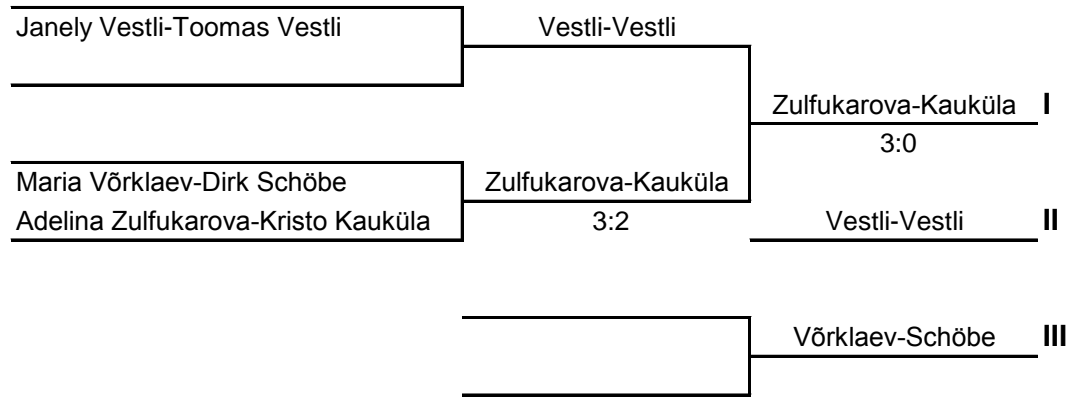 Janely Vestli-Toomas Vestli
Vestli-Vestli
Zulfukarova-Kauküla I
3:0
Maria Võrklaev-Dirk Schöbe
Zulfukarova-Kauküla
Adelina Zulfukarova-Kristo Kauküla
3:2
Vestli-Vestli II
Võrklaev-Schöbe III